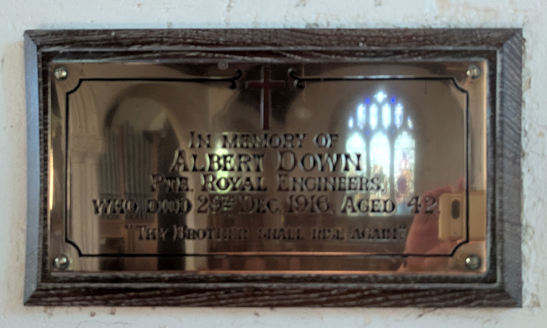 IN MEMORY OF
ALBERT DOWN
PTE. ROYAL ENGINEERS,
WHO DIED 29TH DEC. 1916. AGED 42.
"THY BROTHER SHALL RISE AGAIN"